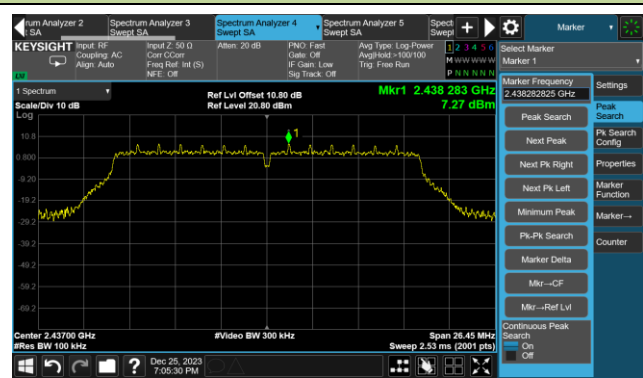 rum Analyzer 2
t SA
Spectrum Analyzer 3
Swept SA
Spectrum Analyzer 4
Swept SA
Spectrum Analyzer 5
Swept SA
Spect
Swept
Marker
KEYSIGHT
LW
Input: RF
Coupling: AC
Align: Auto
Input Z: 50 Ω
Corr CCorr
Freq Ref: Int (S)
NFE: Off
Atten: 20 dB
PNO: Fast
Gate: Off
IF Gain: Low
Sig Track: Off
Avg Type: Log-Power
Avg|Hold:>100/100
Trig: Free Run
1 2 3 4 5 6
M W W W W W
P N N N N N
Select Marker
Marker 1
1 Spectrum
Scale/Div 10 dB
Log
Ref Lvl Offset 10.80 dB
Ref Level 20.80 dBm
Mkr1 2.438 283 GHz
7.27 dBm
1
10.8
0.800
-9.20
-19.2
-29.2
-39.2
-49.2
-59.2
-69.2
Center 2.43700 GHz
#Res BW 100 kHz
#Video BW 300 kHz
Span 26.45 MHz
Sweep 2.53 ms (2001 pts)
Marker Frequency
2.438282825 GHz
Peak Search
Next Peak
Next Pk Right
Next Pk Left
Minimum Peak
Pk-Pk Search
Marker Delta
Mkr→CF
Mkr→Ref Lvl
Continuous Peak
Search
On
Off
Settings
Peak
Search
Pk Search
Config
Properties
Marker
Function
Marker→
Counter
Dec 25, 2023
7:05:30 PM